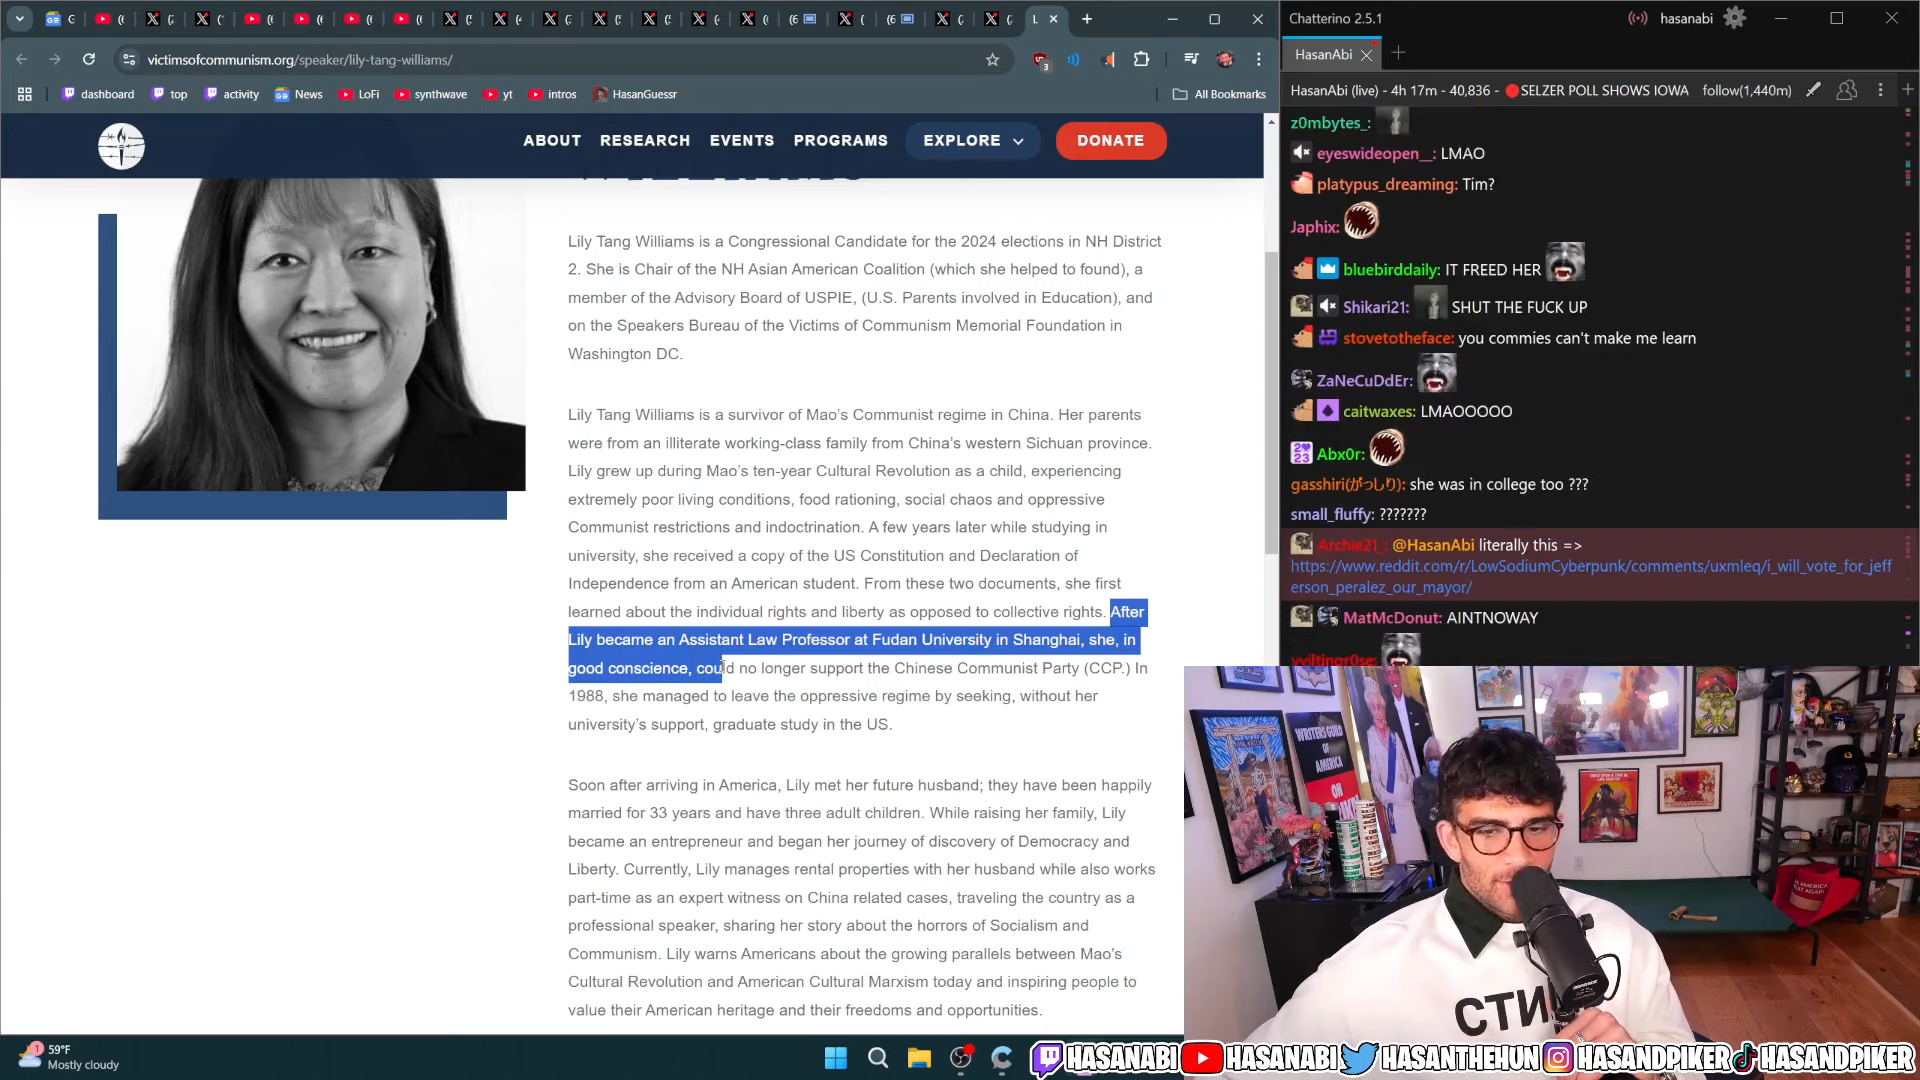 Chatterino 2.5.1
hasanabi
victimsofcommunism.org/speaker/lily-tang-williams/
HasanAbi
dashboard
top
activity
News
LoFi
synthwave
yt
intros
HasanGuessr
All Bookmarks
HasanAbi (live) - 4h 17m - 40,836 - 🔴SELZER POLL SHOWS IOWA
follow(1,440m)
ABOUT
RESEARCH
EVENTS
PROGRAMS
EXPLORE
DONATE
Lily Tang Williams is a Congressional Candidate for the 2024 elections in NH District
2. She is Chair of the NH Asian American Coalition (which she helped to found), a
member of the Advisory Board of USPIE, (U.S. Parents involved in Education), and
on the Speakers Bureau of the Victims of Communism Memorial Foundation in
Washington DC.
Lily Tang Williams is a survivor of Mao’s Communist regime in China. Her parents
were from an illiterate working-class family from China’s western Sichuan province.
Lily grew up during Mao’s ten-year Cultural Revolution as a child, experiencing
extremely poor living conditions, food rationing, social chaos and oppressive
Communist restrictions and indoctrination. A few years later while studying in
university, she received a copy of the US Constitution and Declaration of
Independence from an American student. From these two documents, she first
learned about the individual rights and liberty as opposed to collective rights. After
Lily became an Assistant Law Professor at Fudan University in Shanghai, she, in
good conscience, could no longer support the Chinese Communist Party (CCP.) In
1988, she managed to leave the oppressive regime by seeking, without her
university’s support, graduate study in the US.
Soon after arriving in America, Lily met her future husband; they have been happily
married for 33 years and have three adult children. While raising her family, Lily
became an entrepreneur and began her journey of discovery of Democracy and
Liberty. Currently, Lily manages rental properties with her husband while also works
part-time as an expert witness on China related cases, traveling the country as a
professional speaker, sharing her story about the horrors of Socialism and
Communism. Lily warns Americans about the growing parallels between Mao’s
Cultural Revolution and American Cultural Marxism today and inspiring people to
value their American heritage and their freedoms and opportunities.
z0mbytes_:
eyeswideopen__: LMAO
platypus_dreaming: Tim?
Japhix:
bluebirddaily: IT FREED HER
Shikari21: SHUT THE FUCK UP
stovetotheface: you commies can't make me learn
ZaNeCuDdEr:
caitwaxes: LMAOOOOO
Abx0r:
gasshiri(がっしり): she was in college too ???
small_fluffy: ???????
Archie21_: @HasanAbi literally this =>
https://www.reddit.com/r/LowSodiumCyberpunk/comments/uxmleq/i_will_vote_for_jeff
erson_peralez_our_mayor/
MatMcDonut: AINTNOWAY
WRITERS GUILD
OF
AMERICA
ON
СТИ
59°F
Mostly cloudy
HASANABI
HASANABI
HASANTHEHUN
HASANDPIKER
HASANDPIKER